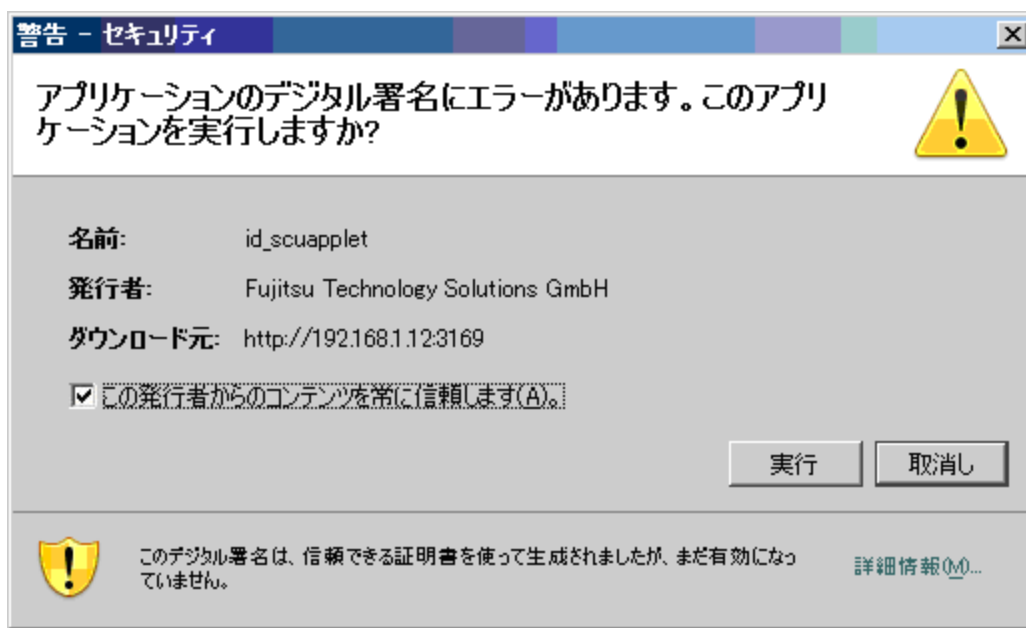 警告 - セキュリティ
アプリケーションのデジタル署名にエラーがあります。このアプリ
ケーションを実行しますか?
名前: id_scuapplet
発行者: Fujitsu Technology Solutions GmbH
ダウンロード元: http://192.168.1.12:3169
この発行者からのコンテンツを常に信頼します(A)。
実行 取消し
このデジタル署名は、信頼できる証明書を使って生成されましたが、まだ有効になっ
ていません。
詳細情報(M)...